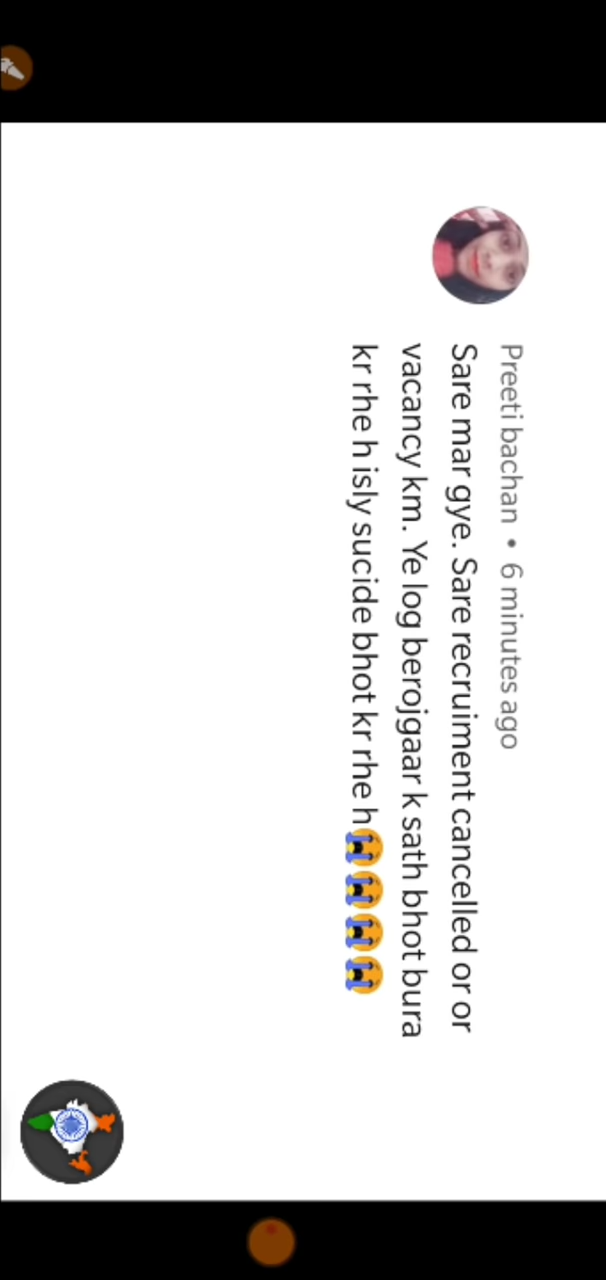 Preeti bachan • 6 minutes ago
Sare mar gye. Sare recruiment cancelled or or
vacancy km. Ye log berojgaar k sath bhot bura
kr rhe h isly sucide bhot kr rhe h😭😭😭😭